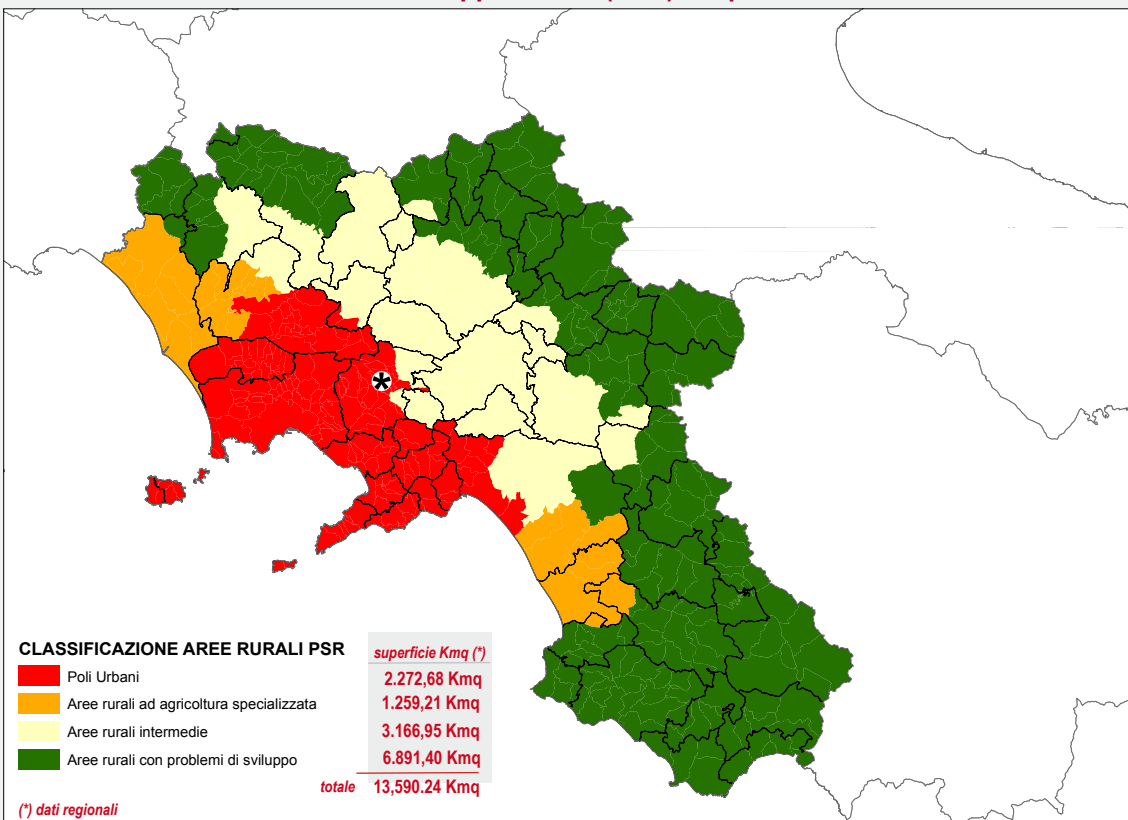 CLASSIFICAZIONE AREE RURALI PSR
superficie Kmq (*)
Poli Urbani 2.272,68 Kmq
Aree rurali ad agricoltura specializzata 1.259,21 Kmq
Aree rurali intermedie 3.166,95 Kmq
Aree rurali con problemi di sviluppo 6.891,40 Kmq
totale 13,590.24 Kmq
(*) dati regionali